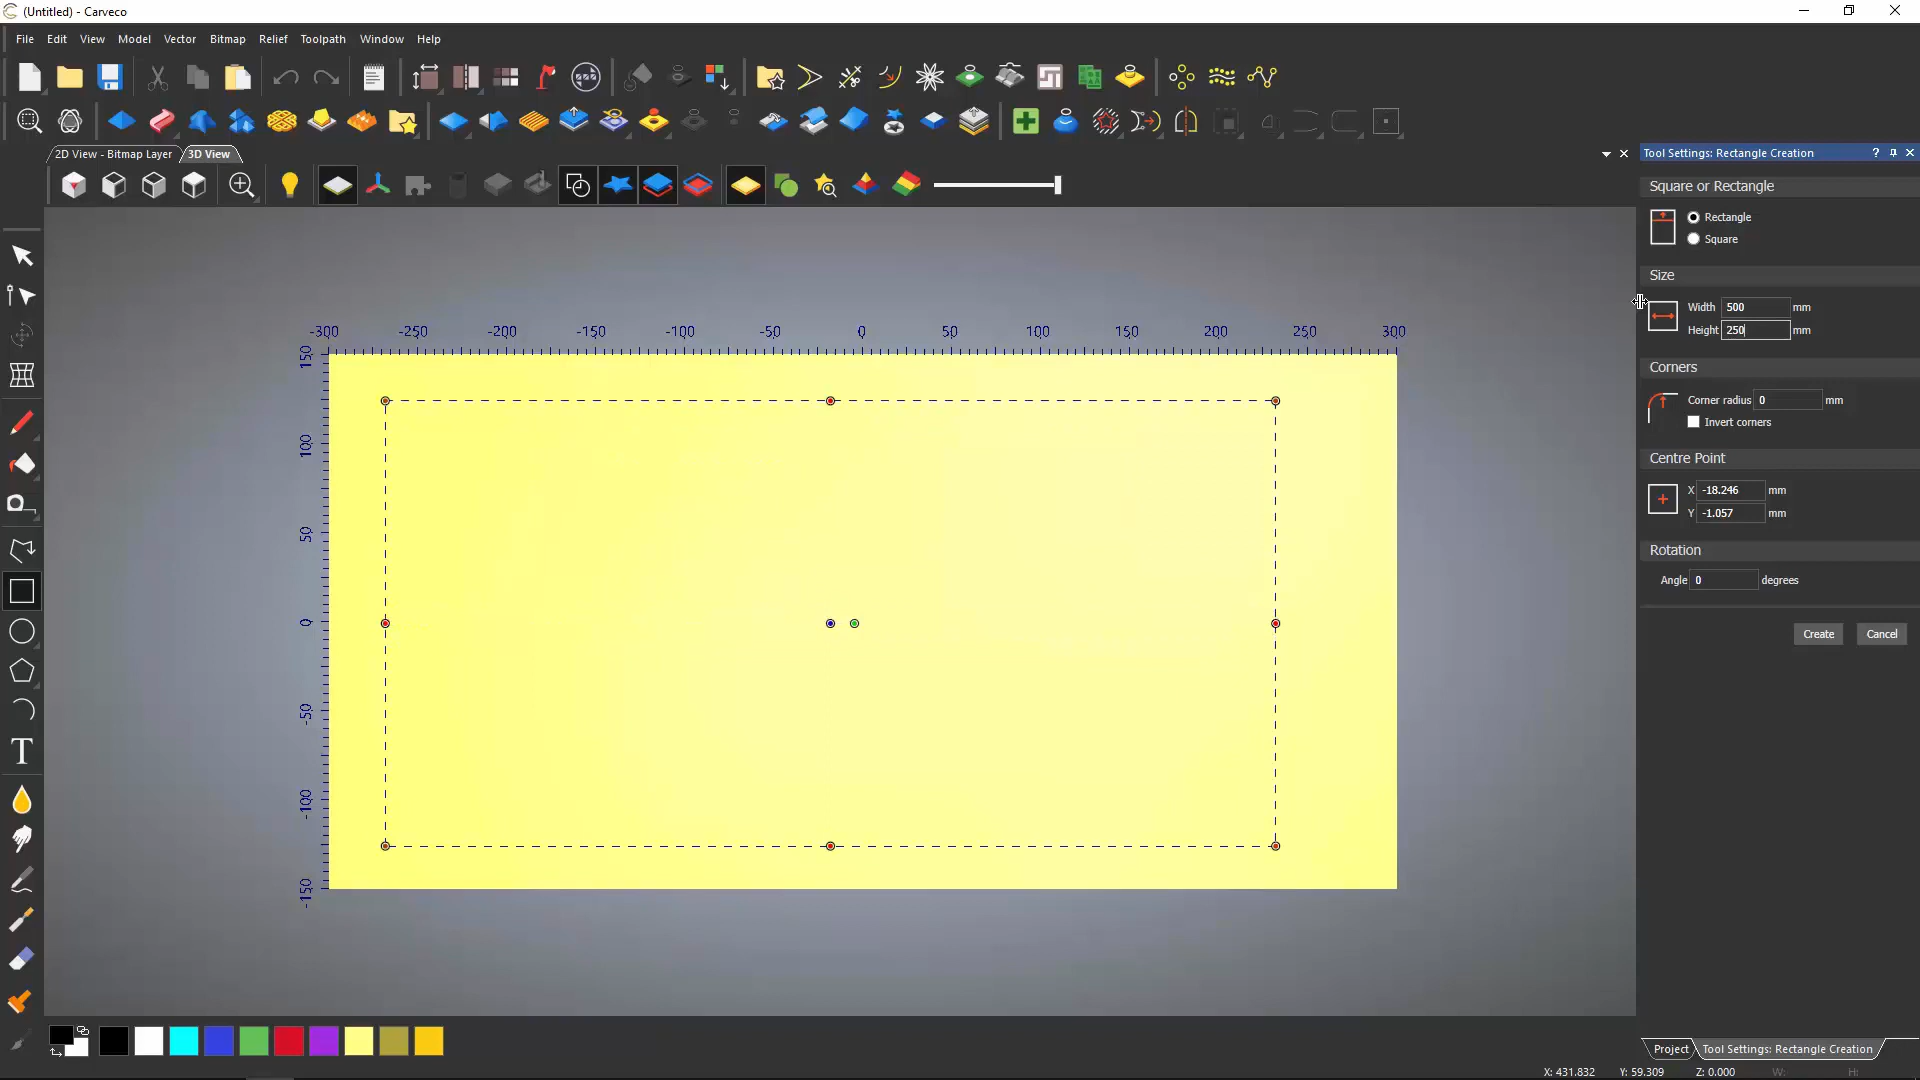 (Untitled) - Carveco
File Edit View Model Vector Bitmap Relief Toolpath Window Help
2D View - Bitmap Layer 3D View
Tool Settings: Rectangle Creation
Square or Rectangle
Rectangle
Square
Size
Width 500 mm
Height 250 mm
Corners
Corner radius 0 mm
Invert corners
Centre Point
X -18.246 mm
Y -1.057 mm
Rotation
Angle 0 degrees
Create Cancel
-300 -250 -200 -150 -100 -50 0 50 100 150 200 250 300
150
100
50
0
-50
-100
-150
T
Project Tool Settings: Rectangle Creation
X: 431.832 Y: 59.309 Z: 0.000 W: H: